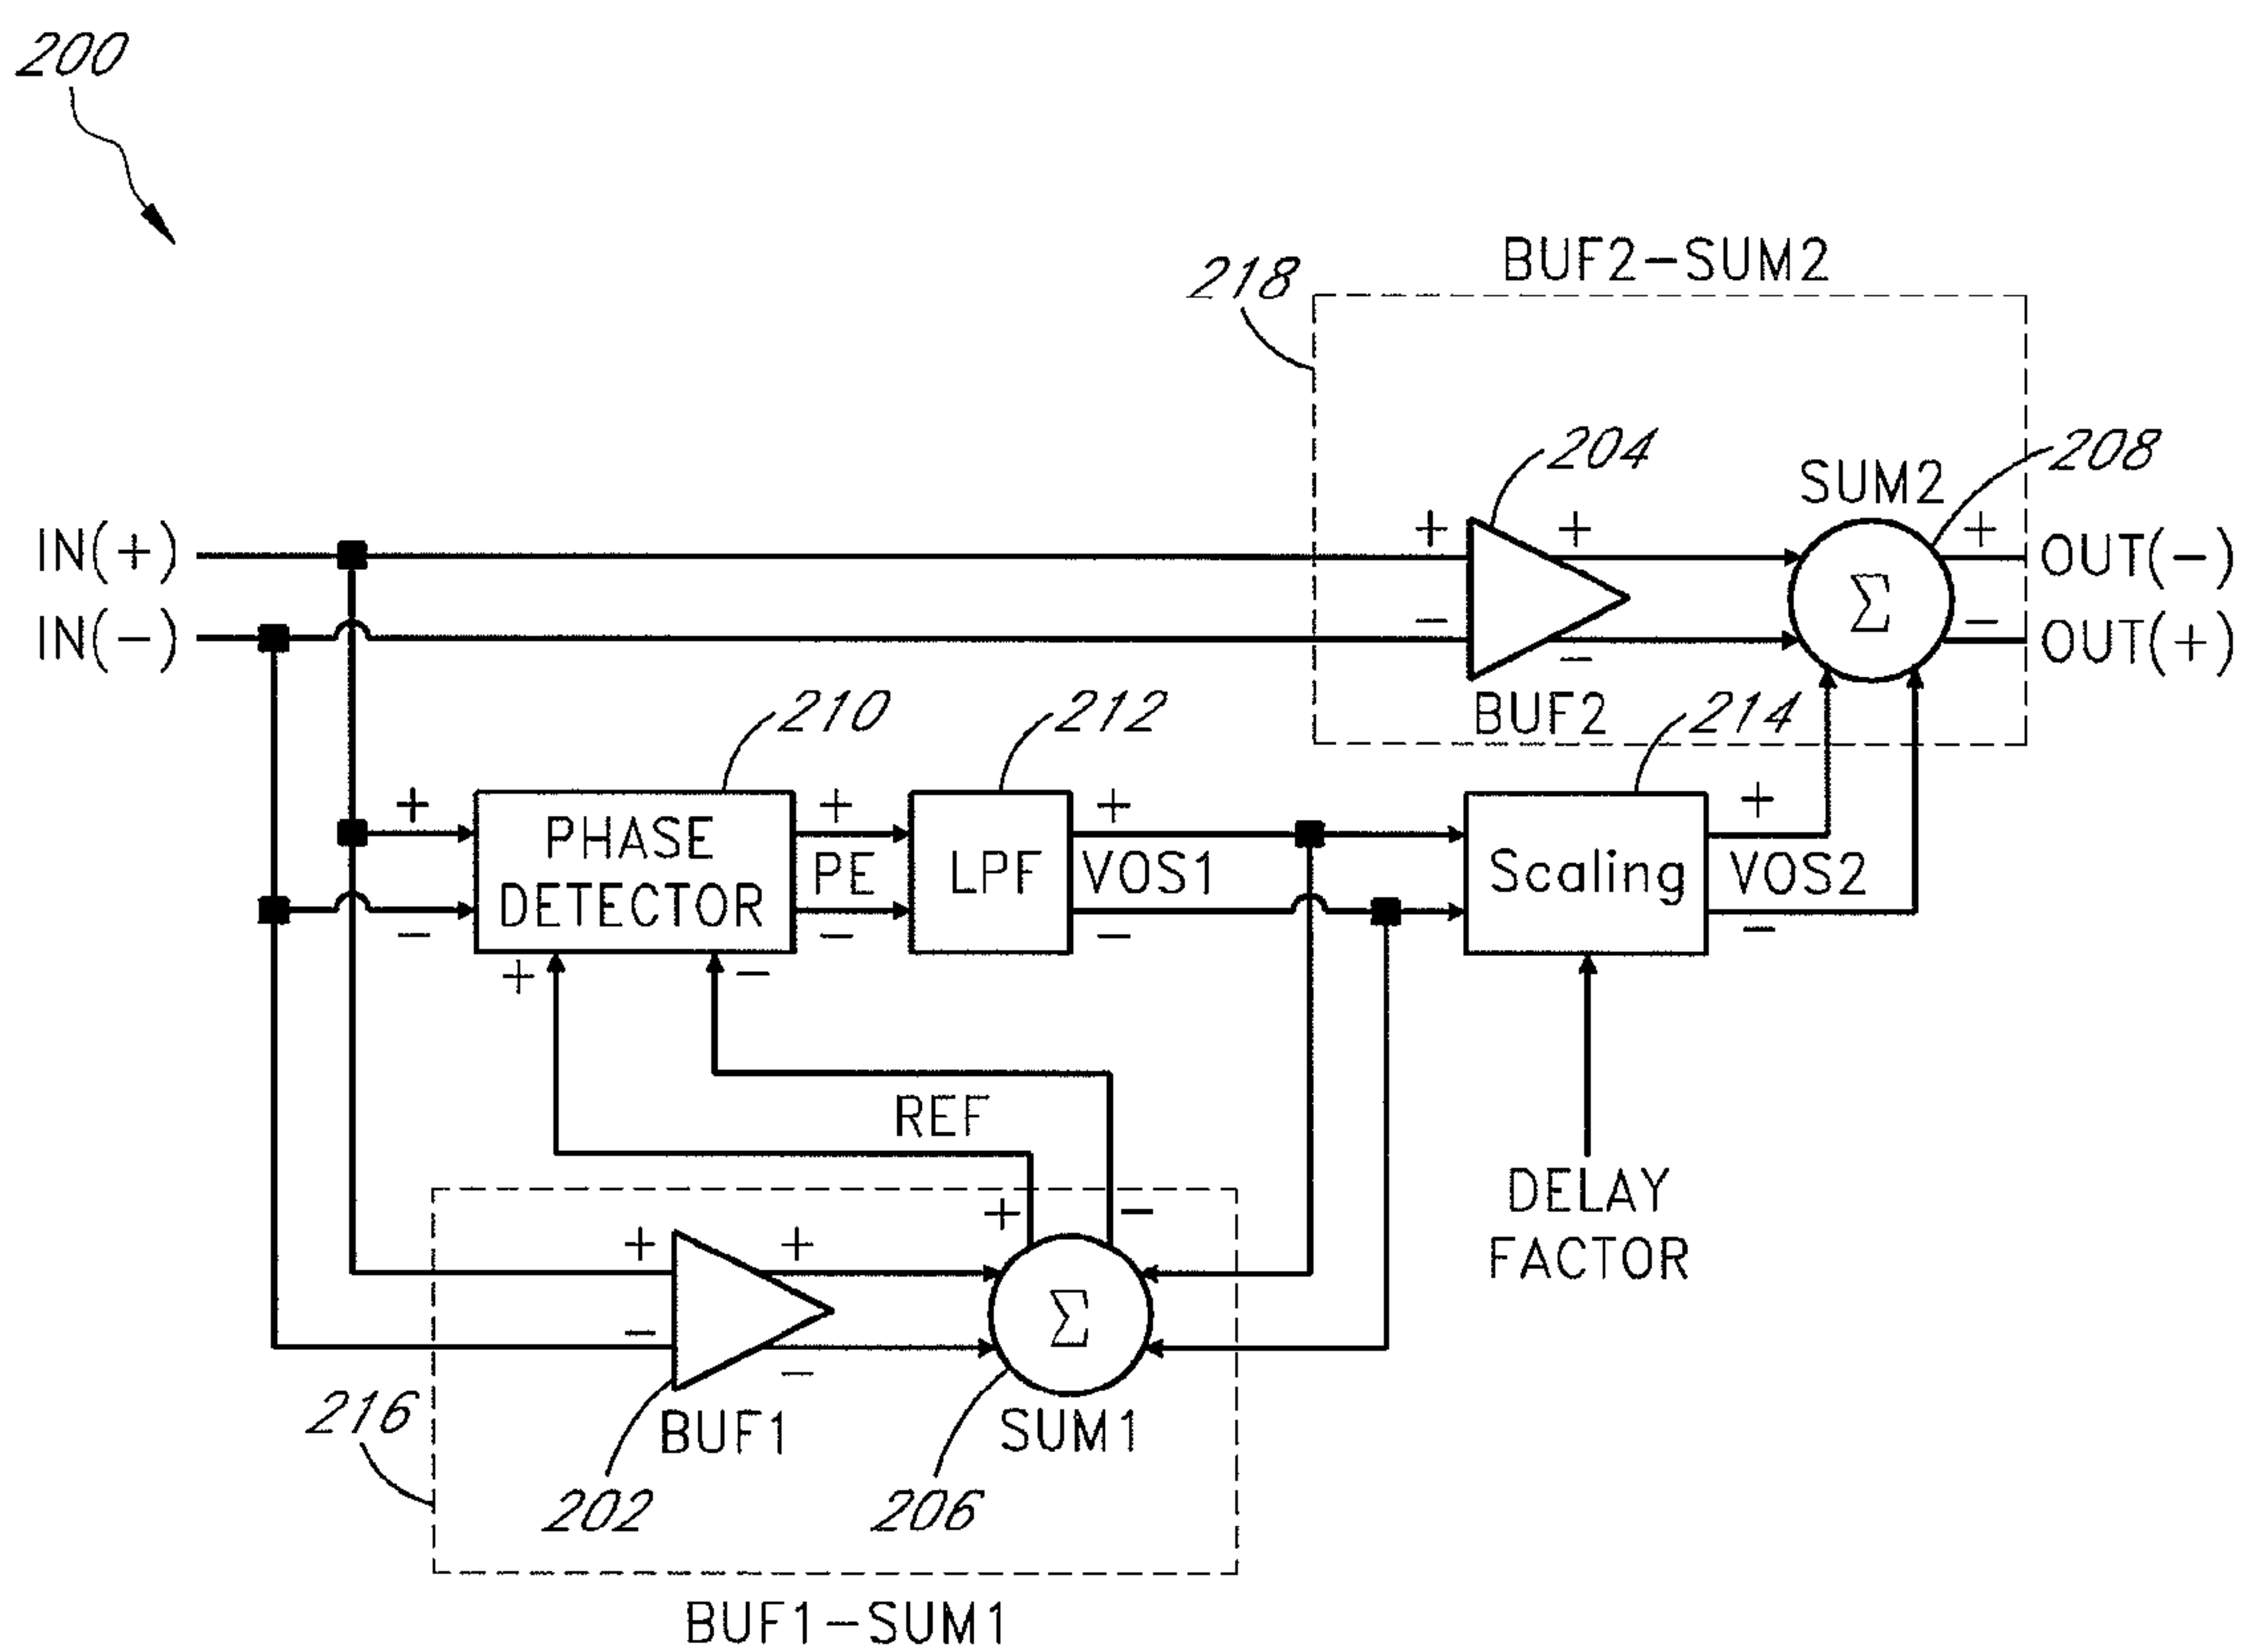 200
BUF2-SUM2
218
204
SUM2
208
IN(+)
+
+
+
OUT(-)
Σ
IN(-)
-
-
-
OUT(+)
BUF2
210
212
214
+
PHASE
DETECTOR
-
+
PE
-
LPF
+
VOS1
-
Scaling
+
VOS2
-
+
-
REF
DELAY
FACTOR
+
-
+
+
Σ
-
-
216
BUF1
SUM1
202
206
BUF1-SUM1